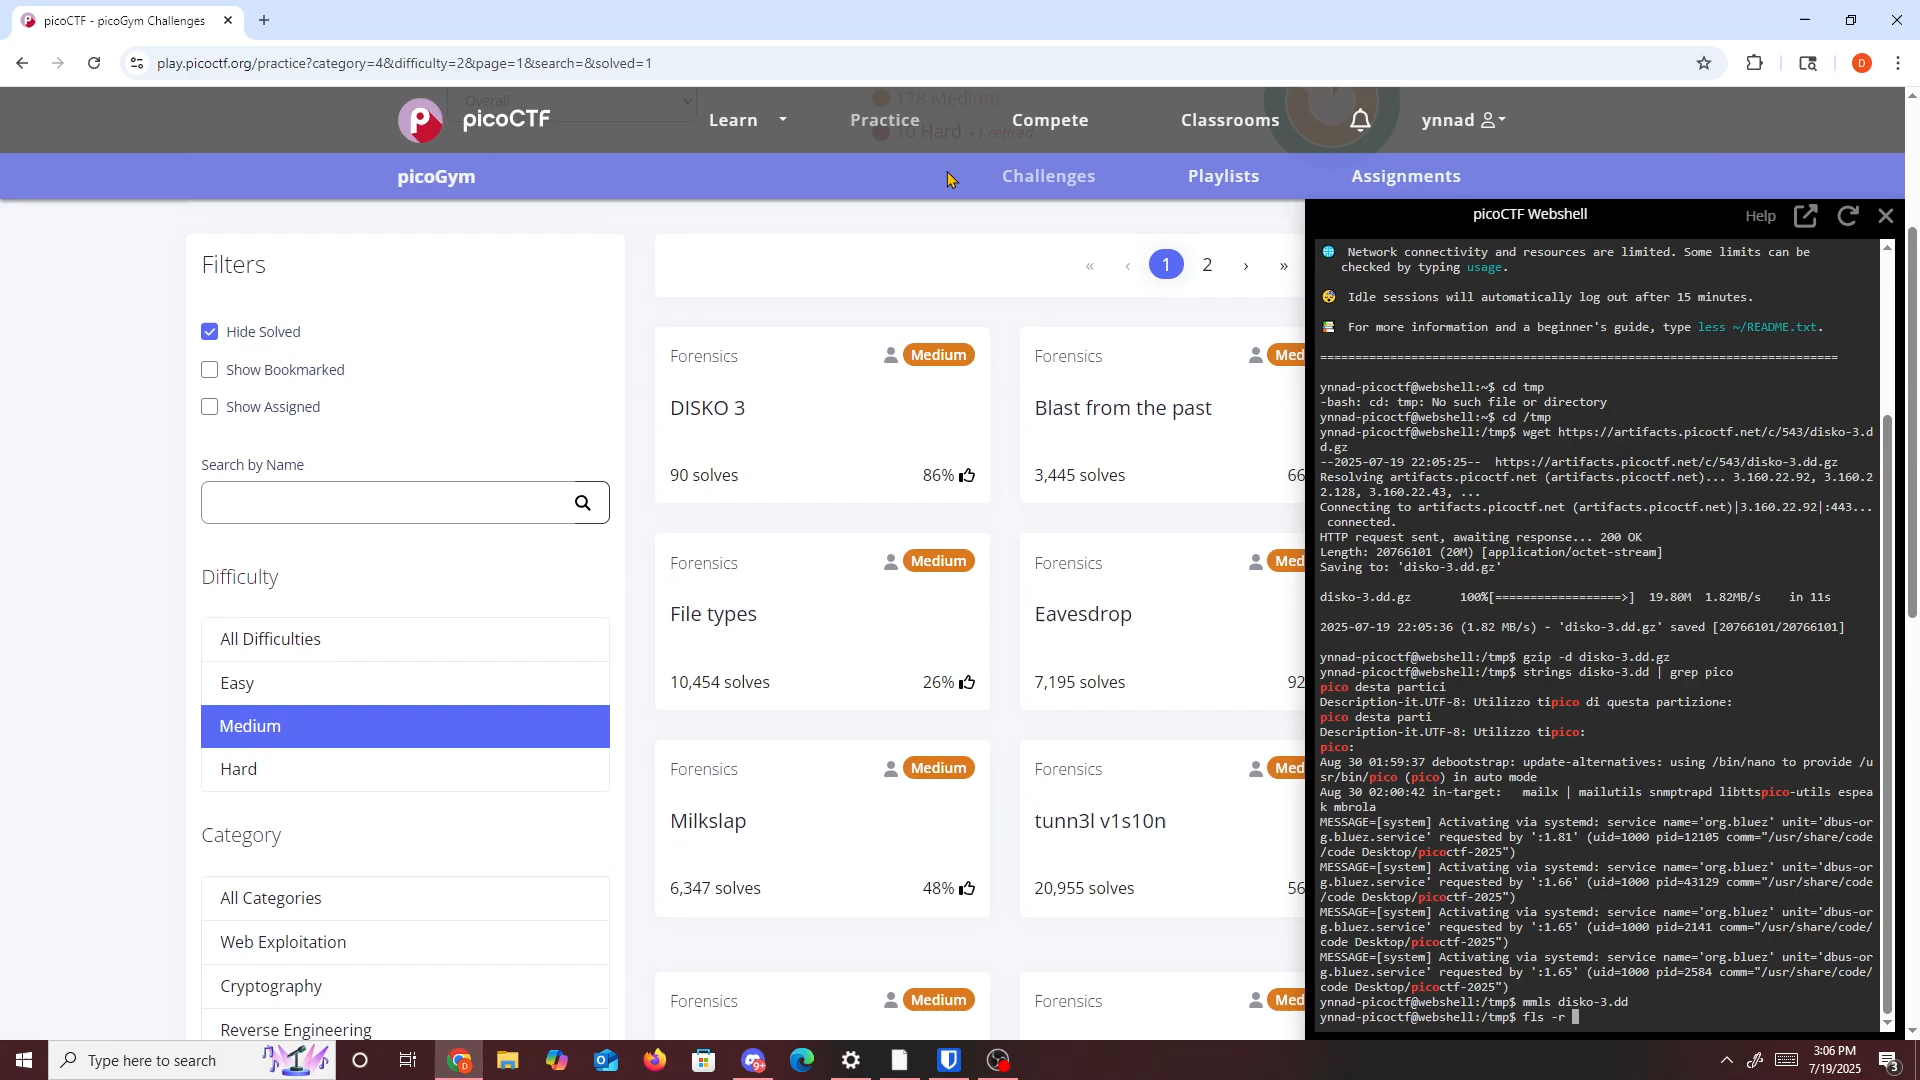 picoCTF - picoGym Challenges
play.picoctf.org/practice?category=4&difficulty=2&page=1&search=&solved=1
D
Overall
178 Medium
10 Hard +1 retired
picoCTF
Learn
Practice
Compete
Classrooms
ynnad
picoGym
Challenges
Playlists
Assignments
Filters
Hide Solved
Show Bookmarked
Show Assigned
Search by Name
Difficulty
All Difficulties
Easy
Medium
Hard
Category
All Categories
Web Exploitation
Cryptography
Reverse Engineering
« ‹ 1 2 › »
Forensics
Medium
DISKO 3
90 solves
86%
Forensics
Med
Blast from the past
3,445 solves
66
Forensics
Medium
File types
10,454 solves
26%
Forensics
Med
Eavesdrop
7,195 solves
92
Forensics
Medium
Milkslap
6,347 solves
48%
Forensics
Med
tunn3l v1s10n
20,955 solves
56
Forensics
Medium
Forensics
Med
picoCTF Webshell
Help
Network connectivity and resources are limited. Some limits can be
checked by typing usage.
Idle sessions will automatically log out after 15 minutes.
For more information and a beginner's guide, type less ~/README.txt.
==========================================================================
ynnad-picoctf@webshell:~$ cd tmp
-bash: cd: tmp: No such file or directory
ynnad-picoctf@webshell:~$ cd /tmp
ynnad-picoctf@webshell:/tmp$ wget https://artifacts.picoctf.net/c/543/disko-3.d
d.gz
--2025-07-19 22:05:25--  https://artifacts.picoctf.net/c/543/disko-3.dd.gz
Resolving artifacts.picoctf.net (artifacts.picoctf.net)... 3.160.22.92, 3.160.2
2.128, 3.160.22.43, ...
Connecting to artifacts.picoctf.net (artifacts.picoctf.net)|3.160.22.92|:443...
connected.
HTTP request sent, awaiting response... 200 OK
Length: 20766101 (20M) [application/octet-stream]
Saving to: 'disko-3.dd.gz'
disko-3.dd.gz       100%[===================>]  19.80M  1.82MB/s    in 11s
2025-07-19 22:05:36 (1.82 MB/s) - 'disko-3.dd.gz' saved [20766101/20766101]
ynnad-picoctf@webshell:/tmp$ gzip -d disko-3.dd.gz
ynnad-picoctf@webshell:/tmp$ strings disko-3.dd | grep pico
pico desta partici
Description-it.UTF-8: Utilizzo tipico di questa partizione:
pico desta parti
Description-it.UTF-8: Utilizzo tipico:
pico:
Aug 30 01:59:37 debootstrap: update-alternatives: using /bin/nano to provide /u
sr/bin/pico (pico) in auto mode
Aug 30 02:00:42 in-target:   mailx | mailutils snmptrapd libttspico-utils espea
k mbrola
MESSAGE=[system] Activating via systemd: service name='org.bluez' unit='dbus-or
g.bluez.service' requested by ':1.81' (uid=1000 pid=12105 comm="/usr/share/code
/code Desktop/picoctf-2025")
MESSAGE=[system] Activating via systemd: service name='org.bluez' unit='dbus-or
g.bluez.service' requested by ':1.66' (uid=1000 pid=43129 comm="/usr/share/code
/code Desktop/picoctf-2025")
MESSAGE=[system] Activating via systemd: service name='org.bluez' unit='dbus-or
g.bluez.service' requested by ':1.65' (uid=1000 pid=2141 comm="/usr/share/code/
code Desktop/picoctf-2025")
MESSAGE=[system] Activating via systemd: service name='org.bluez' unit='dbus-or
g.bluez.service' requested by ':1.65' (uid=1000 pid=2584 comm="/usr/share/code/
code Desktop/picoctf-2025")
ynnad-picoctf@webshell:/tmp$ mmls disko-3.dd
ynnad-picoctf@webshell:/tmp$ fls -r
Type here to search
D
9+
3:06 PM
7/19/2025
3